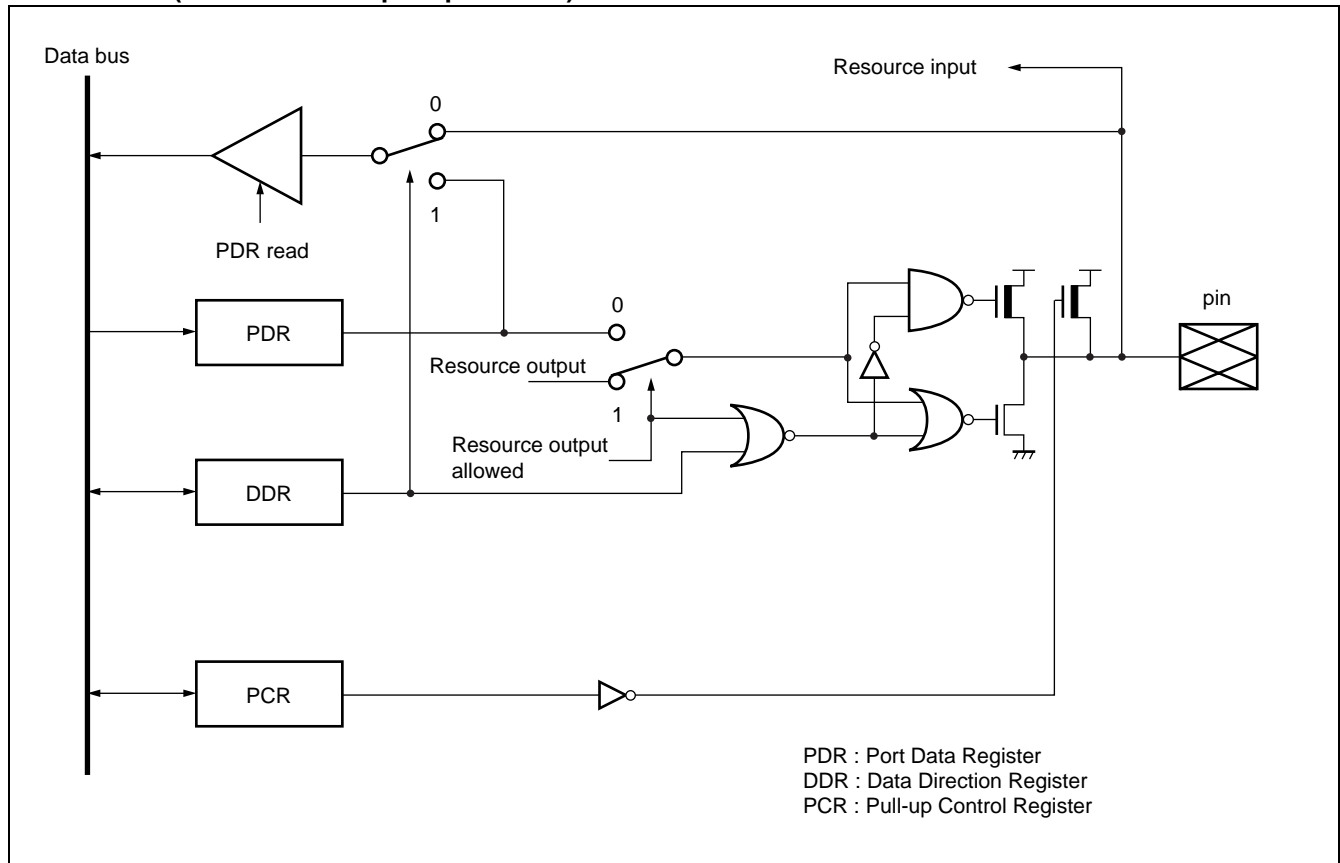 Data bus
Resource input
0
1
PDR read
PDR
0
pin
Resource output
1
Resource output
allowed
DDR
PCR
PDR : Port Data Register
DDR : Data Direction Register
PCR : Pull-up Control Register